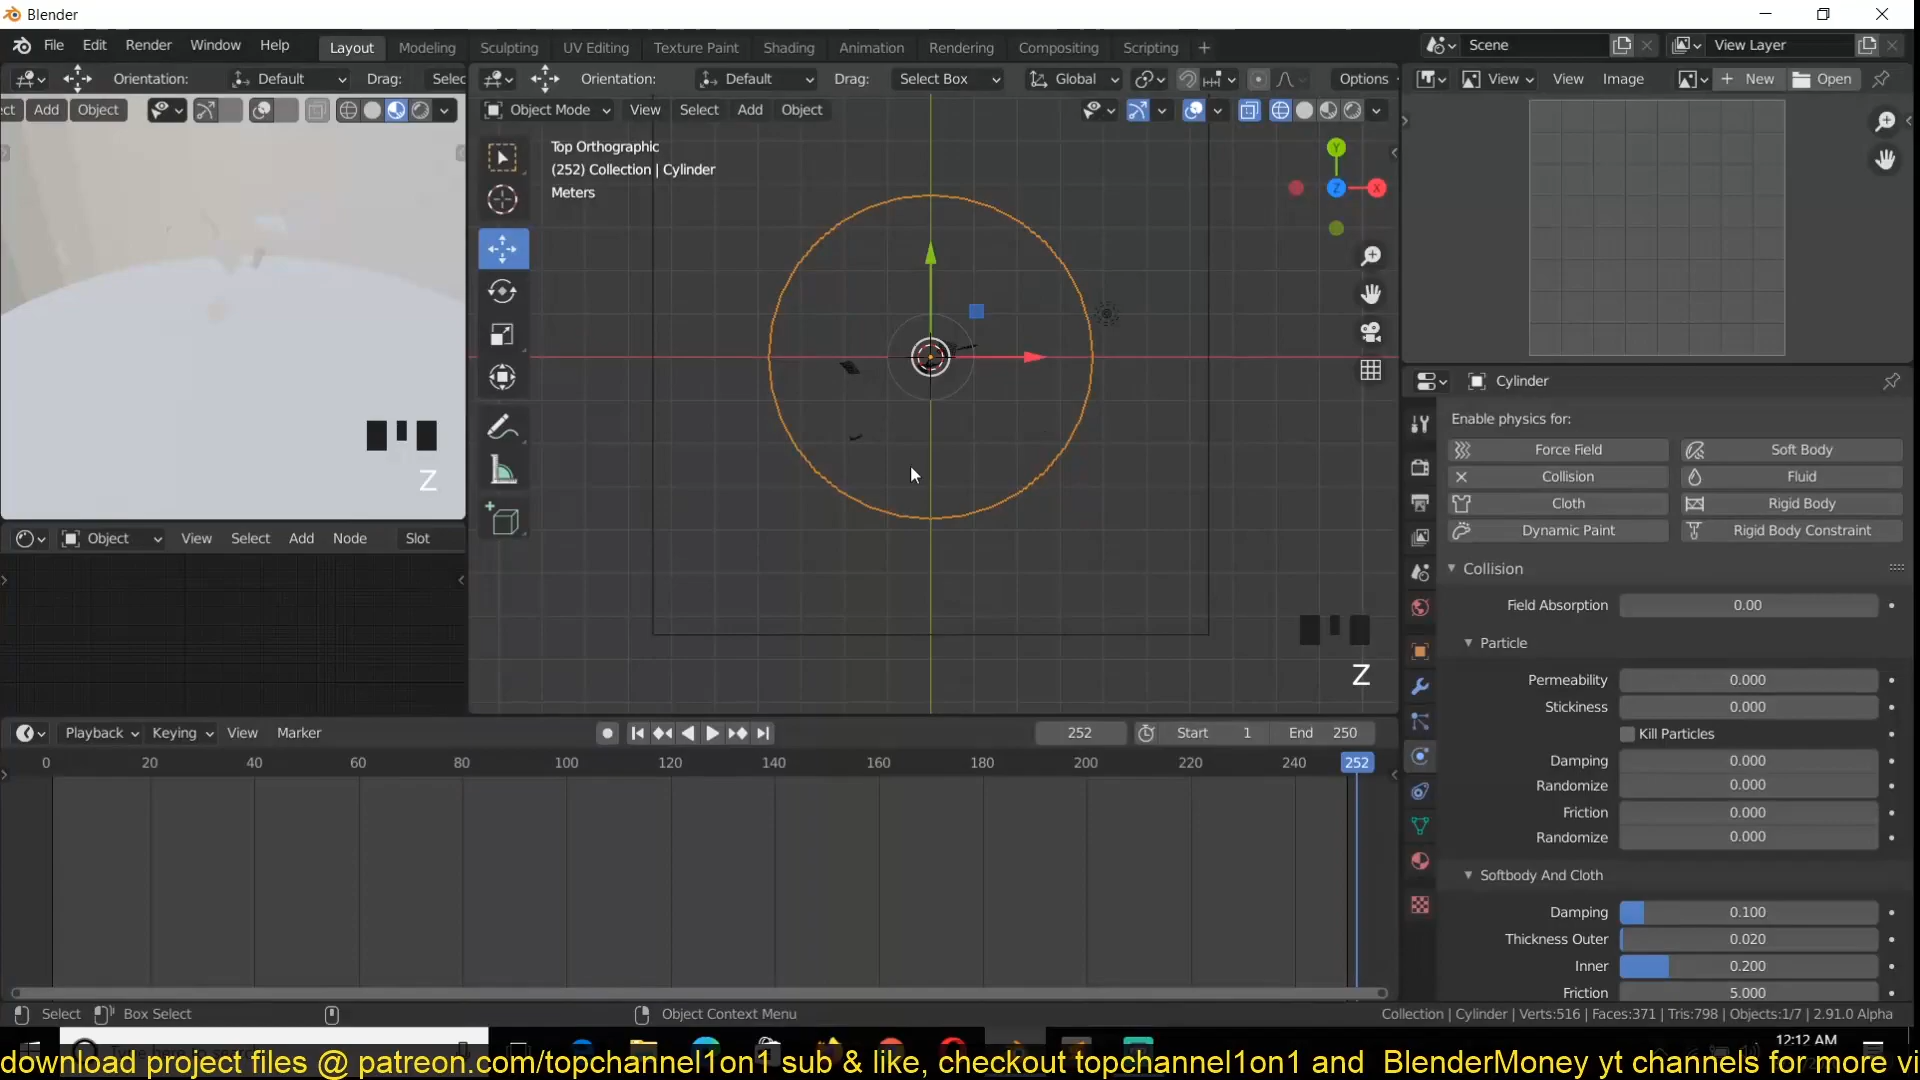 Blender
File Edit Render Window Help Layout Modeling Sculpting UV Editing Texture Paint Shading Animation Rendering Compositing Scripting + Scene View Layer
Orientation: Default Drag: Selec Orientation: Default Drag: Select Box Global Options View View Image New Open
ct Add Object Object Mode View Select Add Object
Top Orthographic
(252) Collection | Cylinder
Meters
Y
Z X
Cylinder
Enable physics for:
Force Field Soft Body
Collision Fluid
Cloth Rigid Body
Dynamic Paint Rigid Body Constraint
Collision
Field Absorption 0.00
Particle
Permeability 0.000
Stickiness 0.000
Kill Particles
Damping 0.000
Randomize 0.000
Friction 0.000
Randomize 0.000
Softbody And Cloth
Damping 0.100
Thickness Outer 0.020
Inner 0.200
Friction 5.000
Z
Z
Object View Select Add Node Slot
Playback Keying View Marker 252 Start 1 End 250
0 20 40 60 80 100 120 140 160 180 200 220 240 252
Select Box Select Object Context Menu Collection | Cylinder | Verts:516 | Faces:371 | Tris:798 | Objects:1/7 | 2.91.0 Alpha
12:12 AM
download project files @ patreon.com/topchannel1on1 sub & like, checkout topchannel1on1 and BlenderMoney yt channels for more vi